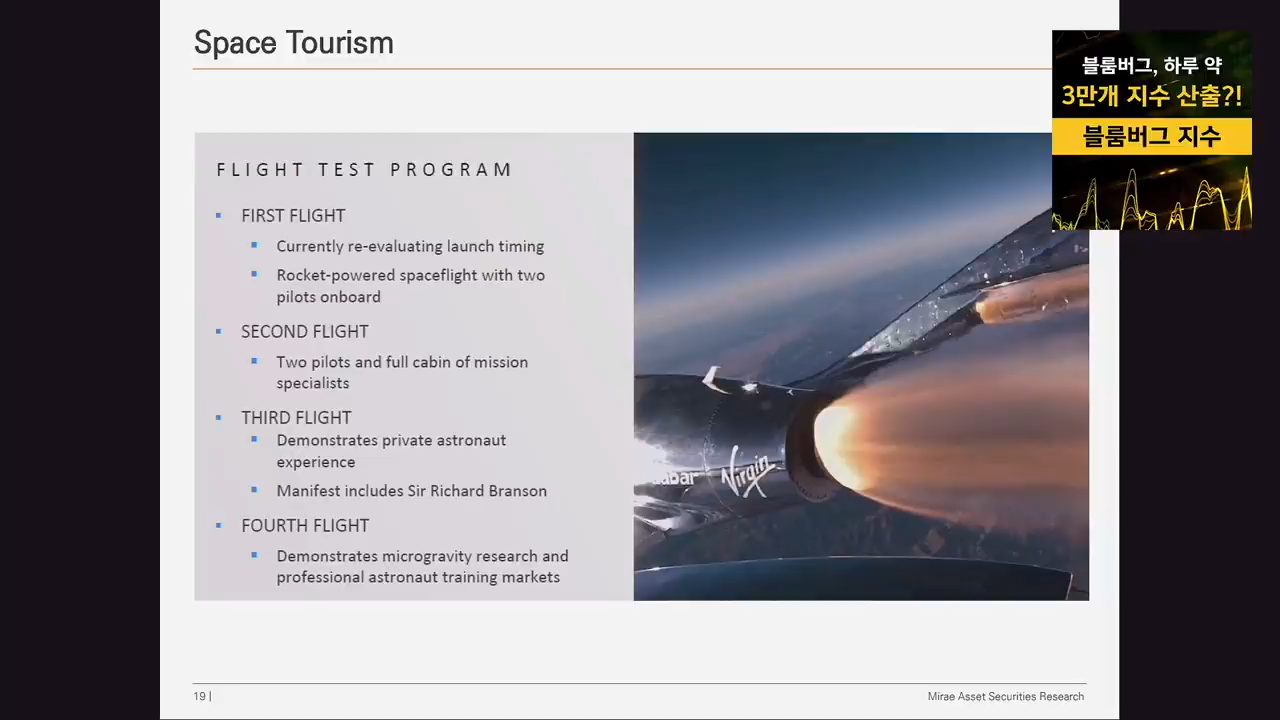 Space Tourism
블룸버그, 하루 약
3만개 지수 산출?!
블룸버그 지수
FLIGHT TEST PROGRAM
FIRST FLIGHT
Currently re-evaluating launch timing
Rocket-powered spaceflight with two
pilots onboard
SECOND FLIGHT
Two pilots and full cabin of mission
specialists
THIRD FLIGHT
Demonstrates private astronaut
experience
Manifest includes Sir Richard Branson
FOURTH FLIGHT
Demonstrates microgravity research and
professional astronaut training markets
Virgin
19 |
Mirae Asset Securities Research